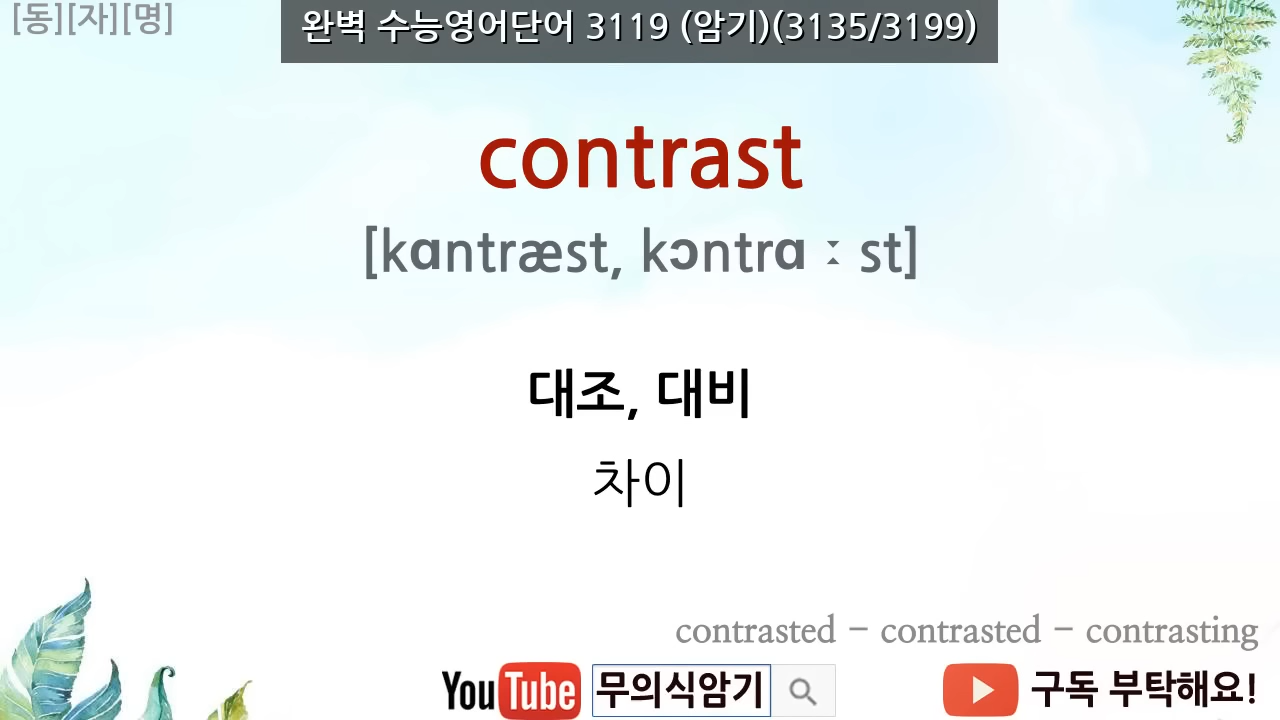 [동][자][명]
완벽 수능영어단어 3119 (암기)(3135/3199)
contrast
[kɑntræst, kɔntrɑːst]
대조, 대비
차이
contrasted - contrasted - contrasting
YouTube 무의식암기
구독 부탁해요!